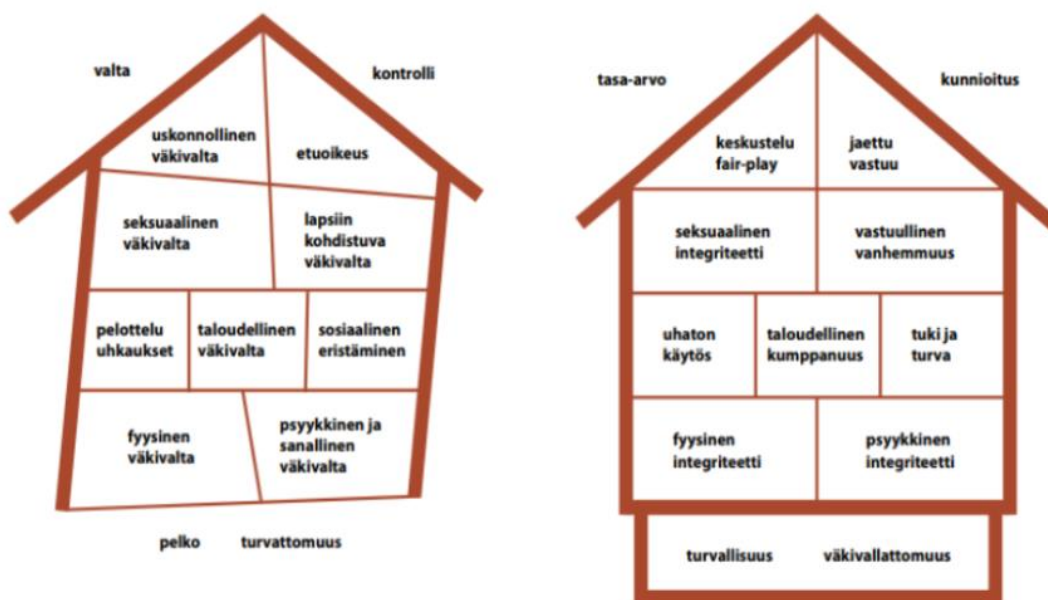 valta
kontrolli
uskonnollinen
väkivalta
etuoikeus
seksuaalinen
väkivalta
lapsiin
kohdistuva
väkivalta
pelottelu
uhkaukset
taloudellinen
väkivalta
sosiaalinen
eristäminen
fyysinen
väkivalta
psyykkinen ja
sanallinen
väkivalta
pelko turvattomuus
tasa-arvo
kunnioitus
keskustelu
fair-play
jaettu
vastuu
seksuaalinen
integriteetti
vastuullinen
vanhemmuus
uhaton
käytös
taloudellinen
kumppanuus
tuki ja
turva
fyysinen
integriteetti
psyykkinen
integriteetti
turvallisuus väkivallattomuus